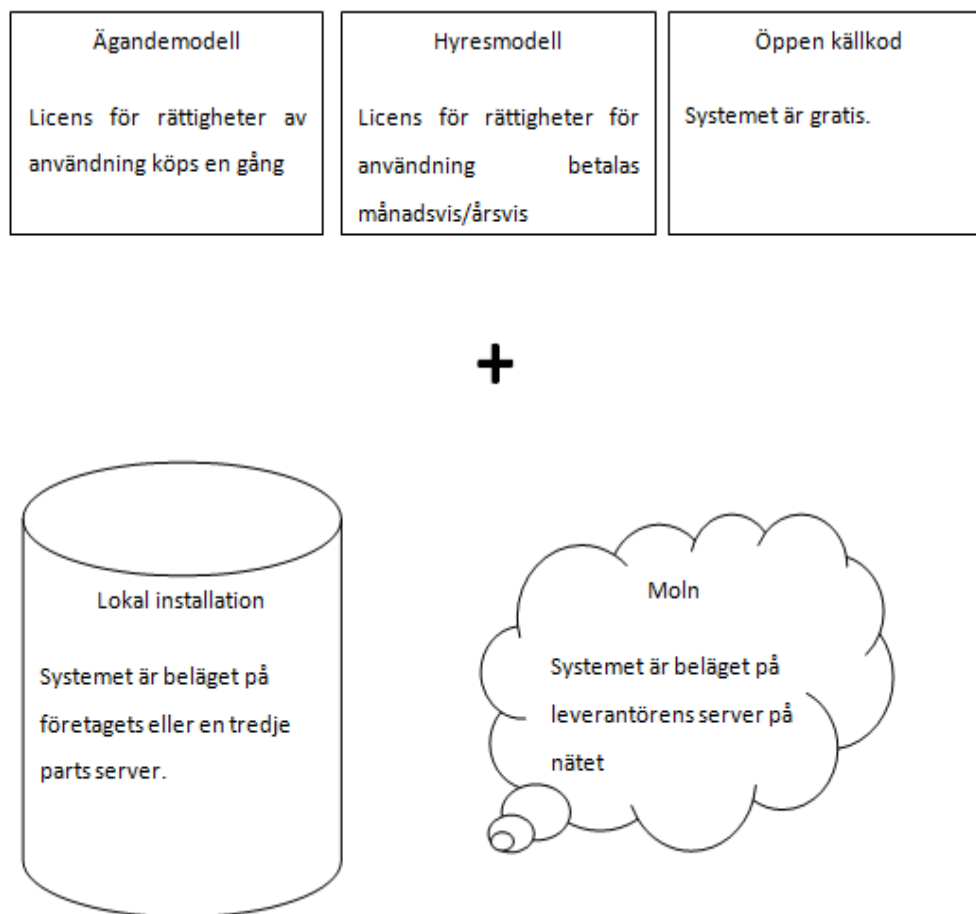 Ägandemodell
Licens för rättigheter av
användning köps en gång
Hyresmodell
Licens för rättigheter för
användning betalas
månadsvis/årsvis
Öppen källkod
Systemet är gratis.
+
Lokal installation
Systemet är beläget på
företagets eller en tredje
parts server.
Moln
Systemet är beläget på
leverantörens server på
nätet